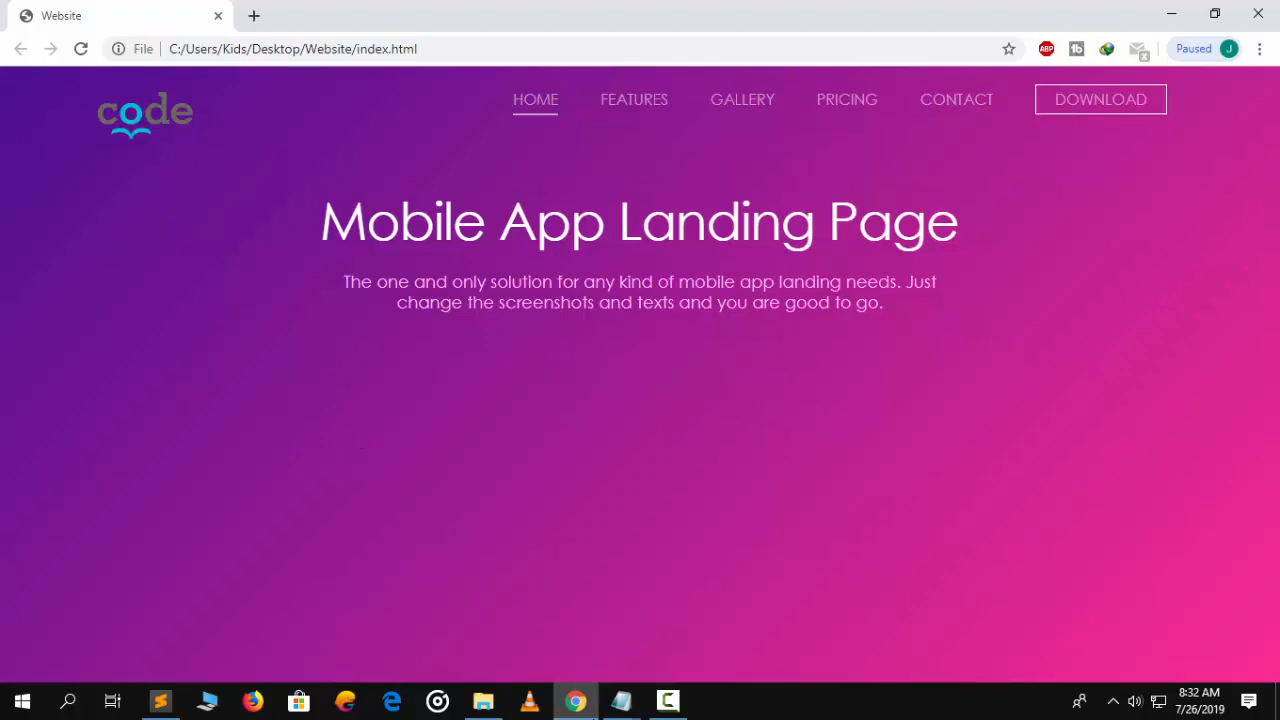 Website
File
C:/Users/Kids/Desktop/Website/index.html
ABP
Paused
J
code
HOME
FEATURES
GALLERY
PRICING
CONTACT
DOWNLOAD
Mobile App Landing Page
The one and only solution for any kind of mobile app landing needs. Just
change the screenshots and texts and you are good to go.
8:32 AM
7/26/2019